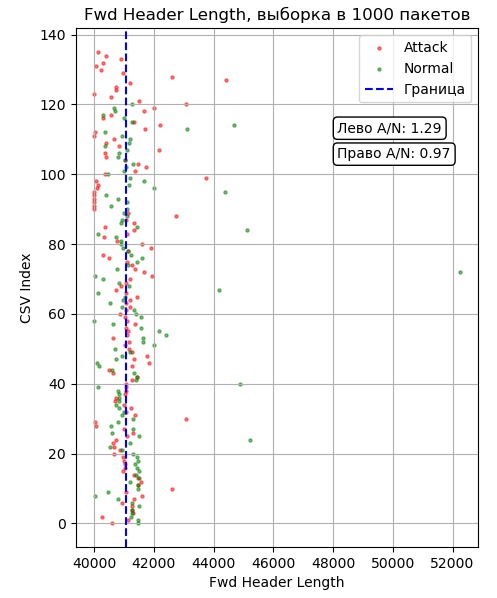 Fwd Header Length, выборка в 1000 пакетов
140
120
100
80
60
40
20
0
CSV Index
Attack
Normal
Граница
Лево A/N: 1.29
Право A/N: 0.97
40000 42000 44000 46000 48000 50000 52000
Fwd Header Length